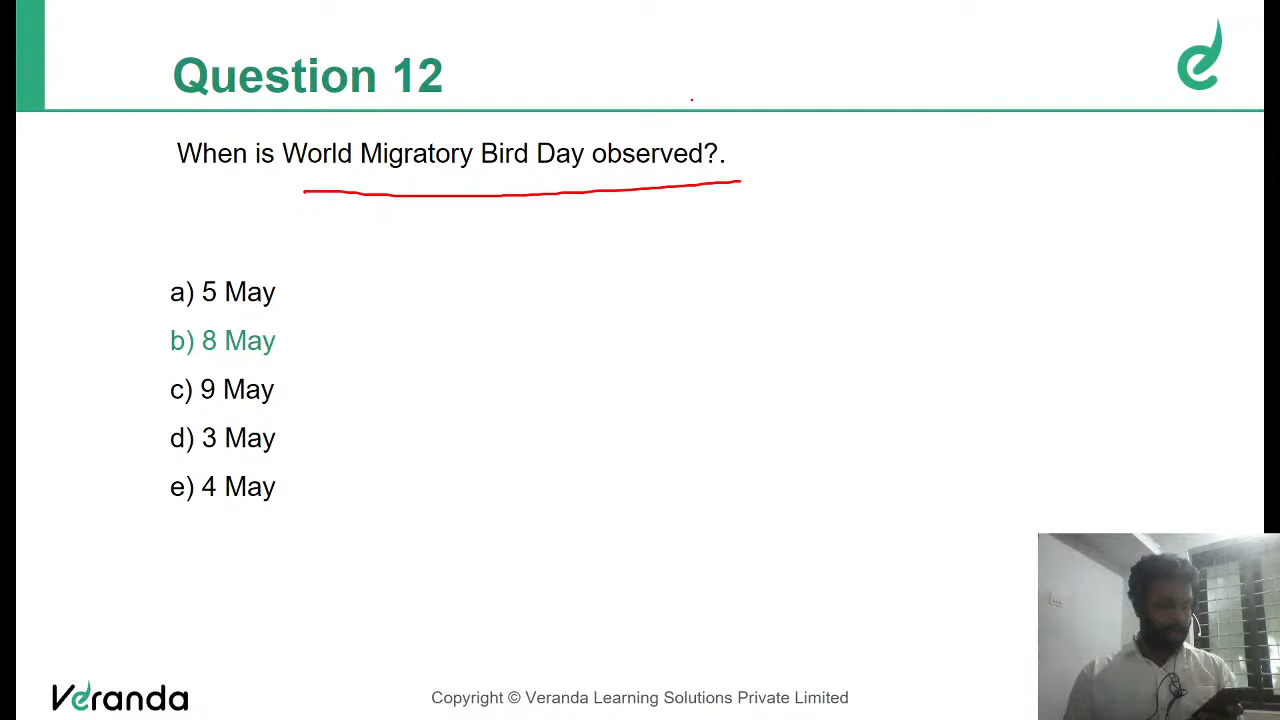 Question 12
When is World Migratory Bird Day observed?.
a) 5 May
b) 8 May
c) 9 May
d) 3 May
e) 4 May
Veranda
Copyright © Veranda Learning Solutions Private Limited